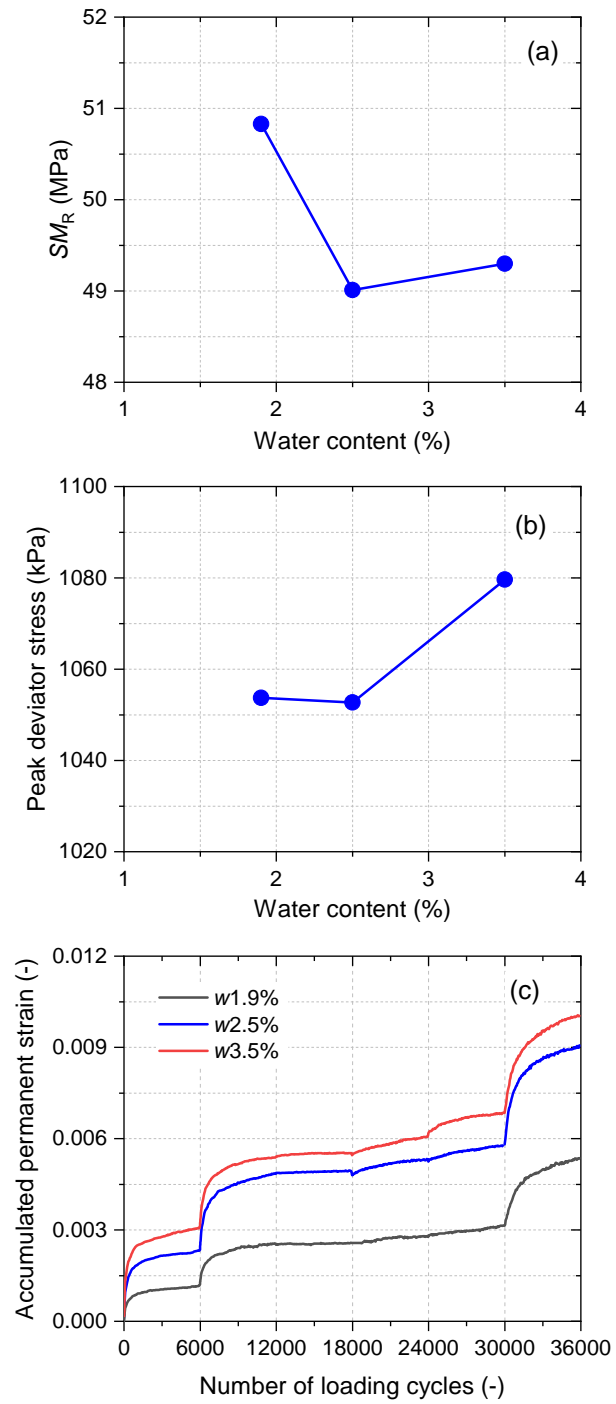 52
51
50
49
48
SM_R (MPa)
(a)
1 2 3 4
Water content (%)
1100
1080
1060
1040
1020
Peak deviator stress (kPa)
(b)
1 2 3 4
Water content (%)
0.012
0.009
0.006
0.003
0.000
Accumulated permanent strain (-)
w1.9%
w2.5%
w3.5%
(c)
0 6000 12000 18000 24000 30000 36000
Number of loading cycles (-)